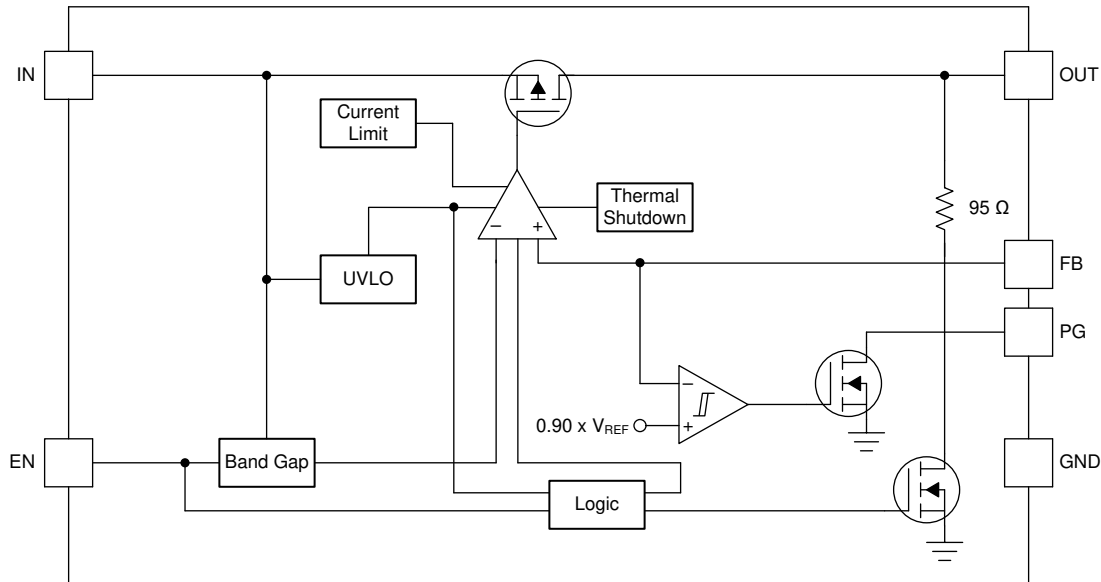 IN
OUT
Current
Limit
Thermal
Shutdown
95 Ω
−
+
UVLO
FB
PG
−
0.90 x VREF
+
EN
Band Gap
GND
Logic